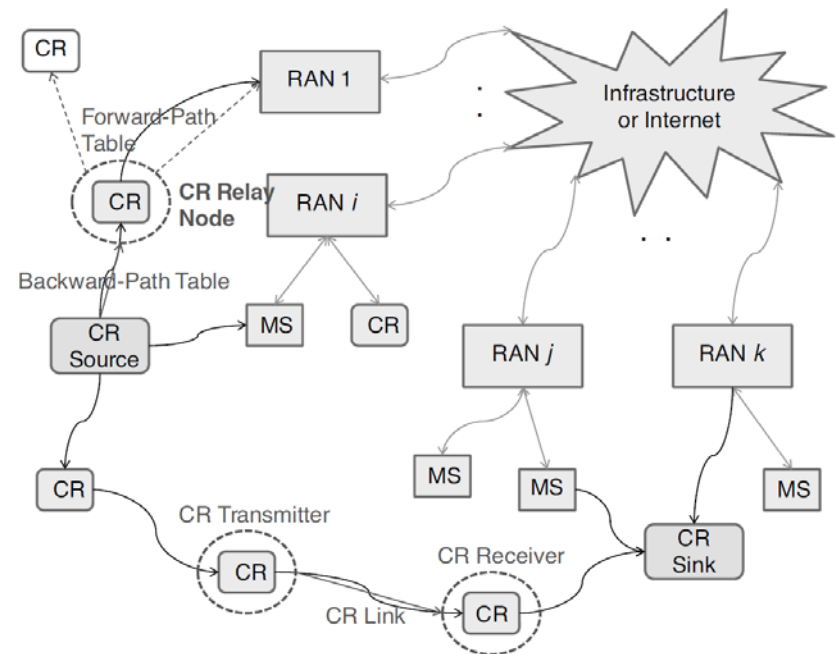 CR
RAN 1
Infrastructure
or Internet
Forward-Path
Table
CR
CR Relay
Node
RAN i
Backward-Path Table
CR
Source
MS
CR
RAN j
RAN k
MS
MS
MS
CR
CR Transmitter
CR
CR Link
CR Receiver
CR
CR
Sink